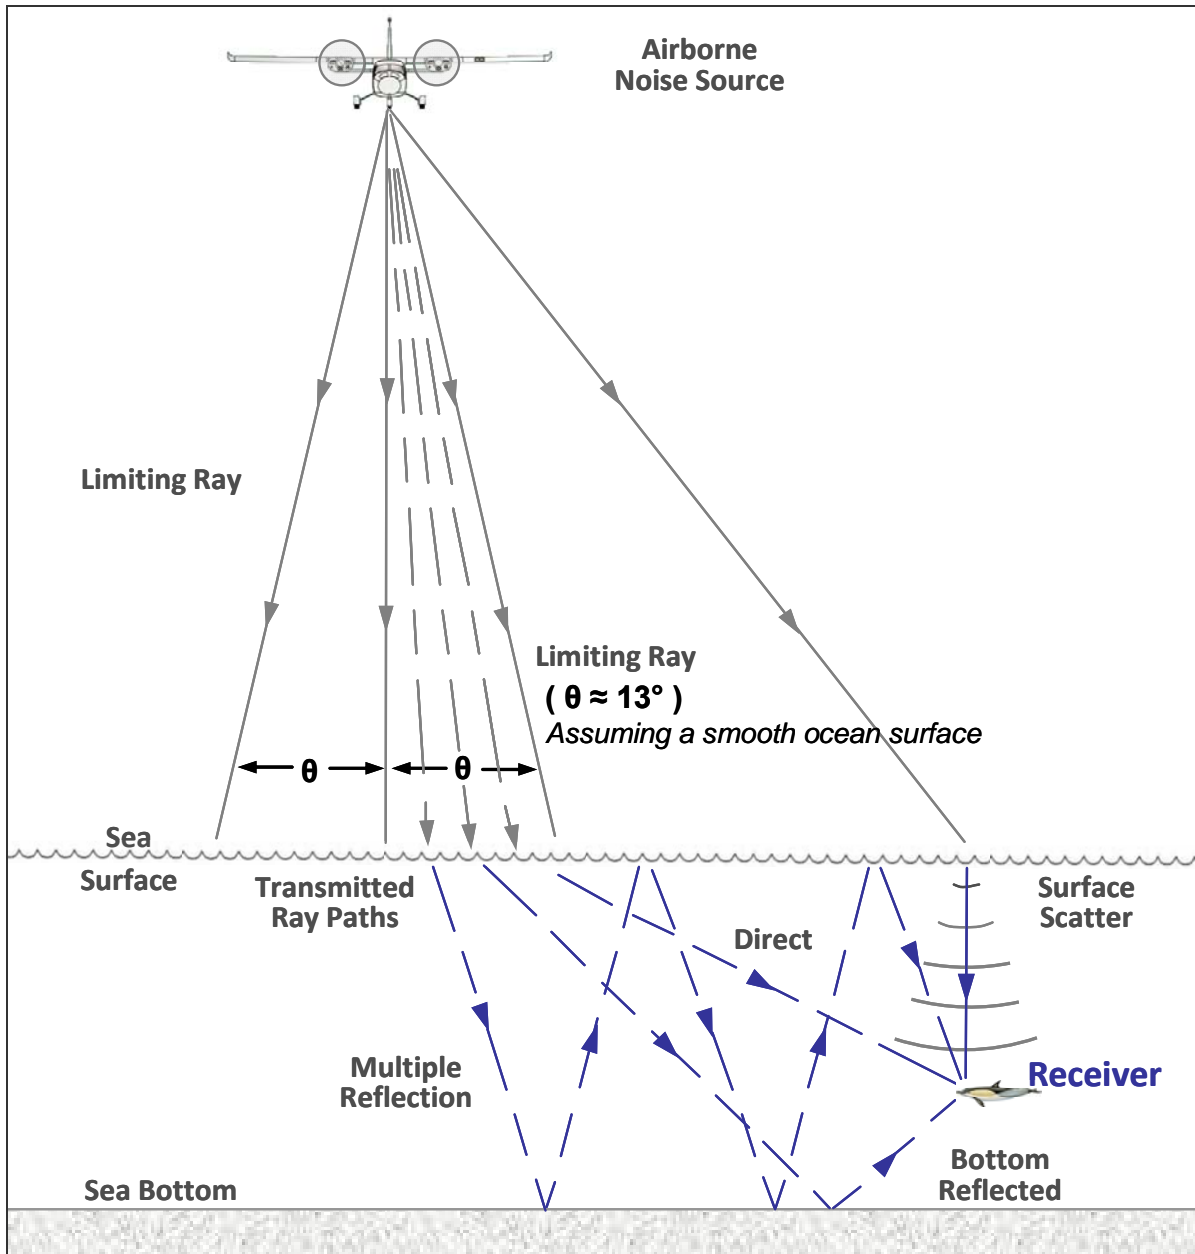 Airborne
Noise Source
Limiting Ray
Limiting Ray
( θ ≈ 13° )
Assuming a smooth ocean surface
θ
θ
Sea
Surface
Transmitted
Ray Paths
Surface
Scatter
Direct
Multiple
Reflection
Receiver
Bottom
Reflected
Sea Bottom